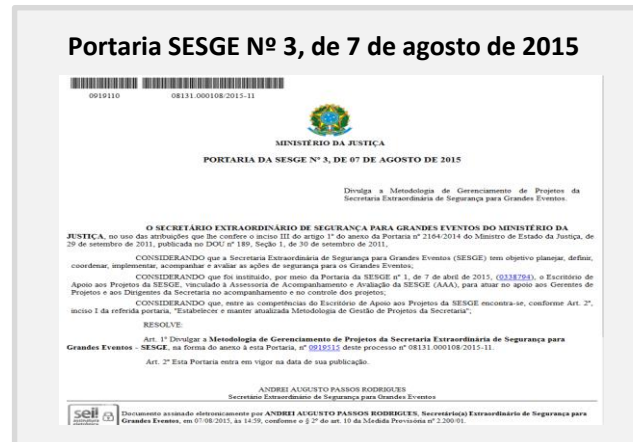 Portaria SESGE Nº 3, de 7 de agosto de 2015
0919110 08131.000108/2015-11
MINISTÉRIO DA JUSTIÇA
PORTARIA DA SESGE Nº 3, DE 07 DE AGOSTO DE 2015
Divulga a Metodologia de Gerenciamento de Projetos da
Secretaria Extraordinária de Segurança para Grandes Eventos.
O SECRETÁRIO EXTRAORDINÁRIO DE SEGURANÇA PARA GRANDES EVENTOS DO MINISTÉRIO DA
JUSTIÇA, no uso das atribuições que lhe confere o inciso III do artigo 1º do anexo da Portaria nº 2164/2014 do Ministro de Estado da Justiça, de
29 de setembro de 2011, publicada no DOU nº 189, Seção 1, de 30 de setembro de 2011,
CONSIDERANDO que a Secretaria Extraordinária de Segurança para Grandes Eventos (SESGE) tem objetivo planejar, definir,
coordenar, implementar, acompanhar e avaliar as ações de segurança para os Grandes Eventos;
CONSIDERANDO que foi instituído, por meio da Portaria da SESGE nº 1, de 7 de abril de 2015, (0338794), o Escritório de
Apoio aos Projetos da SESGE, vinculado à Assessoria de Acompanhamento e Avaliação da SESGE (AAA), para atuar no apoio aos Gerentes de
Projetos e aos Dirigentes da Secretaria no acompanhamento e no controle dos projetos;
CONSIDERANDO que, entre as competências do Escritório de Apoio aos Projetos da SESGE encontra-se, conforme Art. 2º,
inciso I da referida portaria, "Estabelecer e manter atualizada Metodologia de Gestão de Projetos da Secretaria";
RESOLVE:
Art. 1º Divulgar a Metodologia de Gerenciamento de Projetos da Secretaria Extraordinária de Segurança para
Grandes Eventos - SESGE, na forma do anexo à esta Portaria, nº 0919515 deste processo nº 08131.000108/2015-11.
Art. 2º Esta Portaria entra em vigor na data de sua publicação.
ANDREI AUGUSTO PASSOS RODRIGUES
Secretário Extraordinário de Segurança para Grandes Eventos
sei! assinatura eletrônica
Documento assinado eletronicamente por ANDREI AUGUSTO PASSOS RODRIGUES, Secretário(a) Extraordinário de Segurança para
Grandes Eventos, em 07/08/2015, às 14:59, conforme o § 2º do art. 10 da Medida Provisória nº 2.200/01.